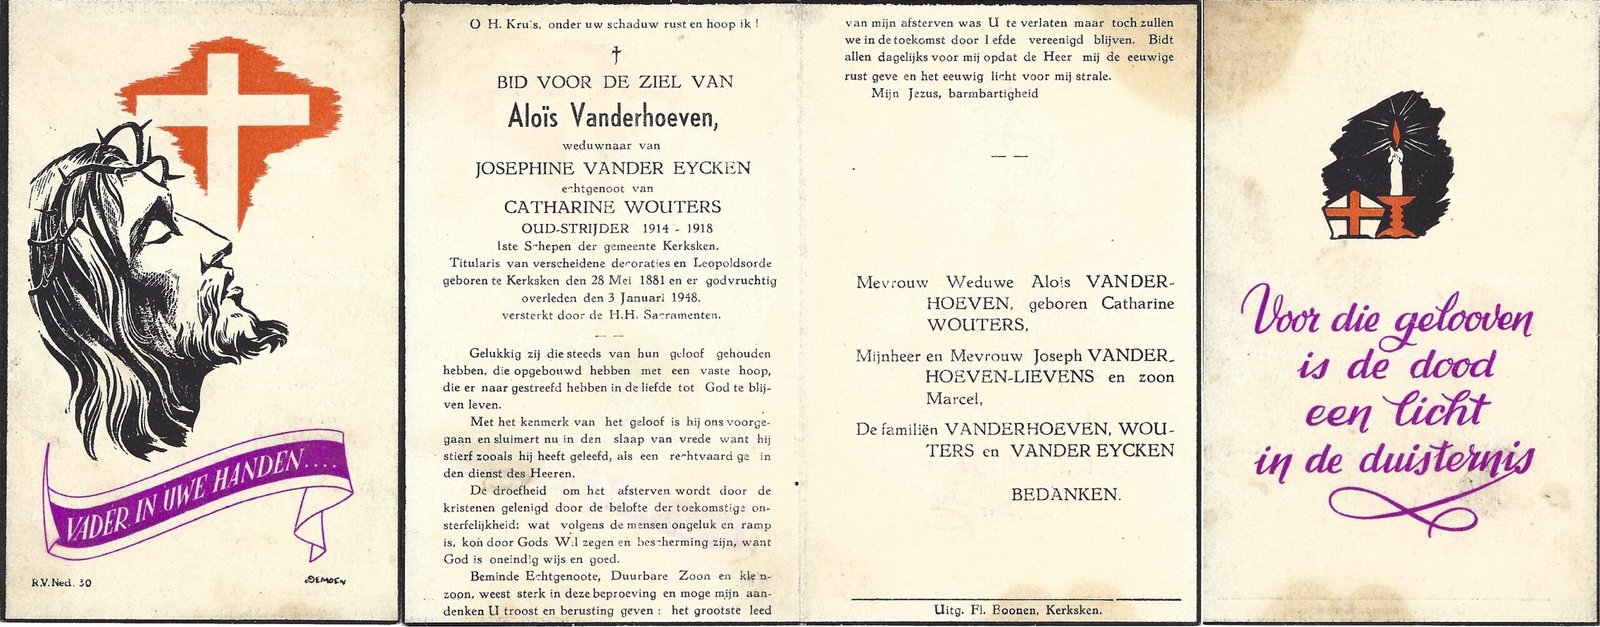 VADER IN UWE HANDEN....
R.V. Ned. 30
DEMOEN
O H. Kruis, onder uw schaduw rust en hoop ik !
BID VOOR DE ZIEL VAN
Aloïs Vanderhoeven,
weduwnaar van
JOSEPHINE VANDER EYCKEN
echtgenoot van
CATHARINE WOUTERS
OUD-STRIJDER 1914 - 1918
1ste Schepen der gemeente Kerksken.
Titularis van verscheidene decoraties en Leopoldsorde
geboren te Kerksken den 28 Mei 1881 en er godvruchtig
overleden den 3 Januari 1948.
versterkt door de H.H. Sacramenten.
Gelukkig zij die steeds van hun geloof gehouden
hebben, die opgebouwd hebben met een vaste hoop,
die er naar gestreefd hebben in de liefde tot God te blij-
ven leven.
Met het kenmerk van het geloof is hij ons voorge-
gaan en sluimert nu in den slaap van vrede want hij
stierf zooals hij heeft geleefd, als een rechtvaardige in
den dienst des Heeren.
De droefheid om het afsterven wordt door de
kristenen gelenigd door de belofte der toekomstige on-
sterfelijkheid: wat volgens de mensen ongeluk en ramp
is, kon door Gods Wil zegen en bescherming zijn, want
God is oneindig wijs en goed.
Beminde Echtgenoote, Duurbare Zoon en klein-
zoon, weest sterk in deze beproeving en moge mijn aan-
denken U troost en berusting geven : het grootste leed
van mijn afsterven was U te verlaten maar toch zullen
we in de toekomst door liefde vereenigd blijven. Bidt
allen dagelijks voor mij opdat de Heer mij de eeuwige
rust geve en het eeuwig licht voor mij strale.
Mijn Jezus, barmbartigheid
Mevrouw Weduwe Aloïs VANDER-
HOEVEN, geboren Catharine
WOUTERS,
Mijnheer en Mevrouw Joseph VANDER-
HOEVEN-LIEVENS en zoon
Marcel,
De familiën VANDERHOEVEN, WOU-
TERS en VANDER EYCKEN
BEDANKEN.
Uitg. Fl. Boonen, Kerksken.
Voor die gelooven
is de dood
een licht
in de duisternis